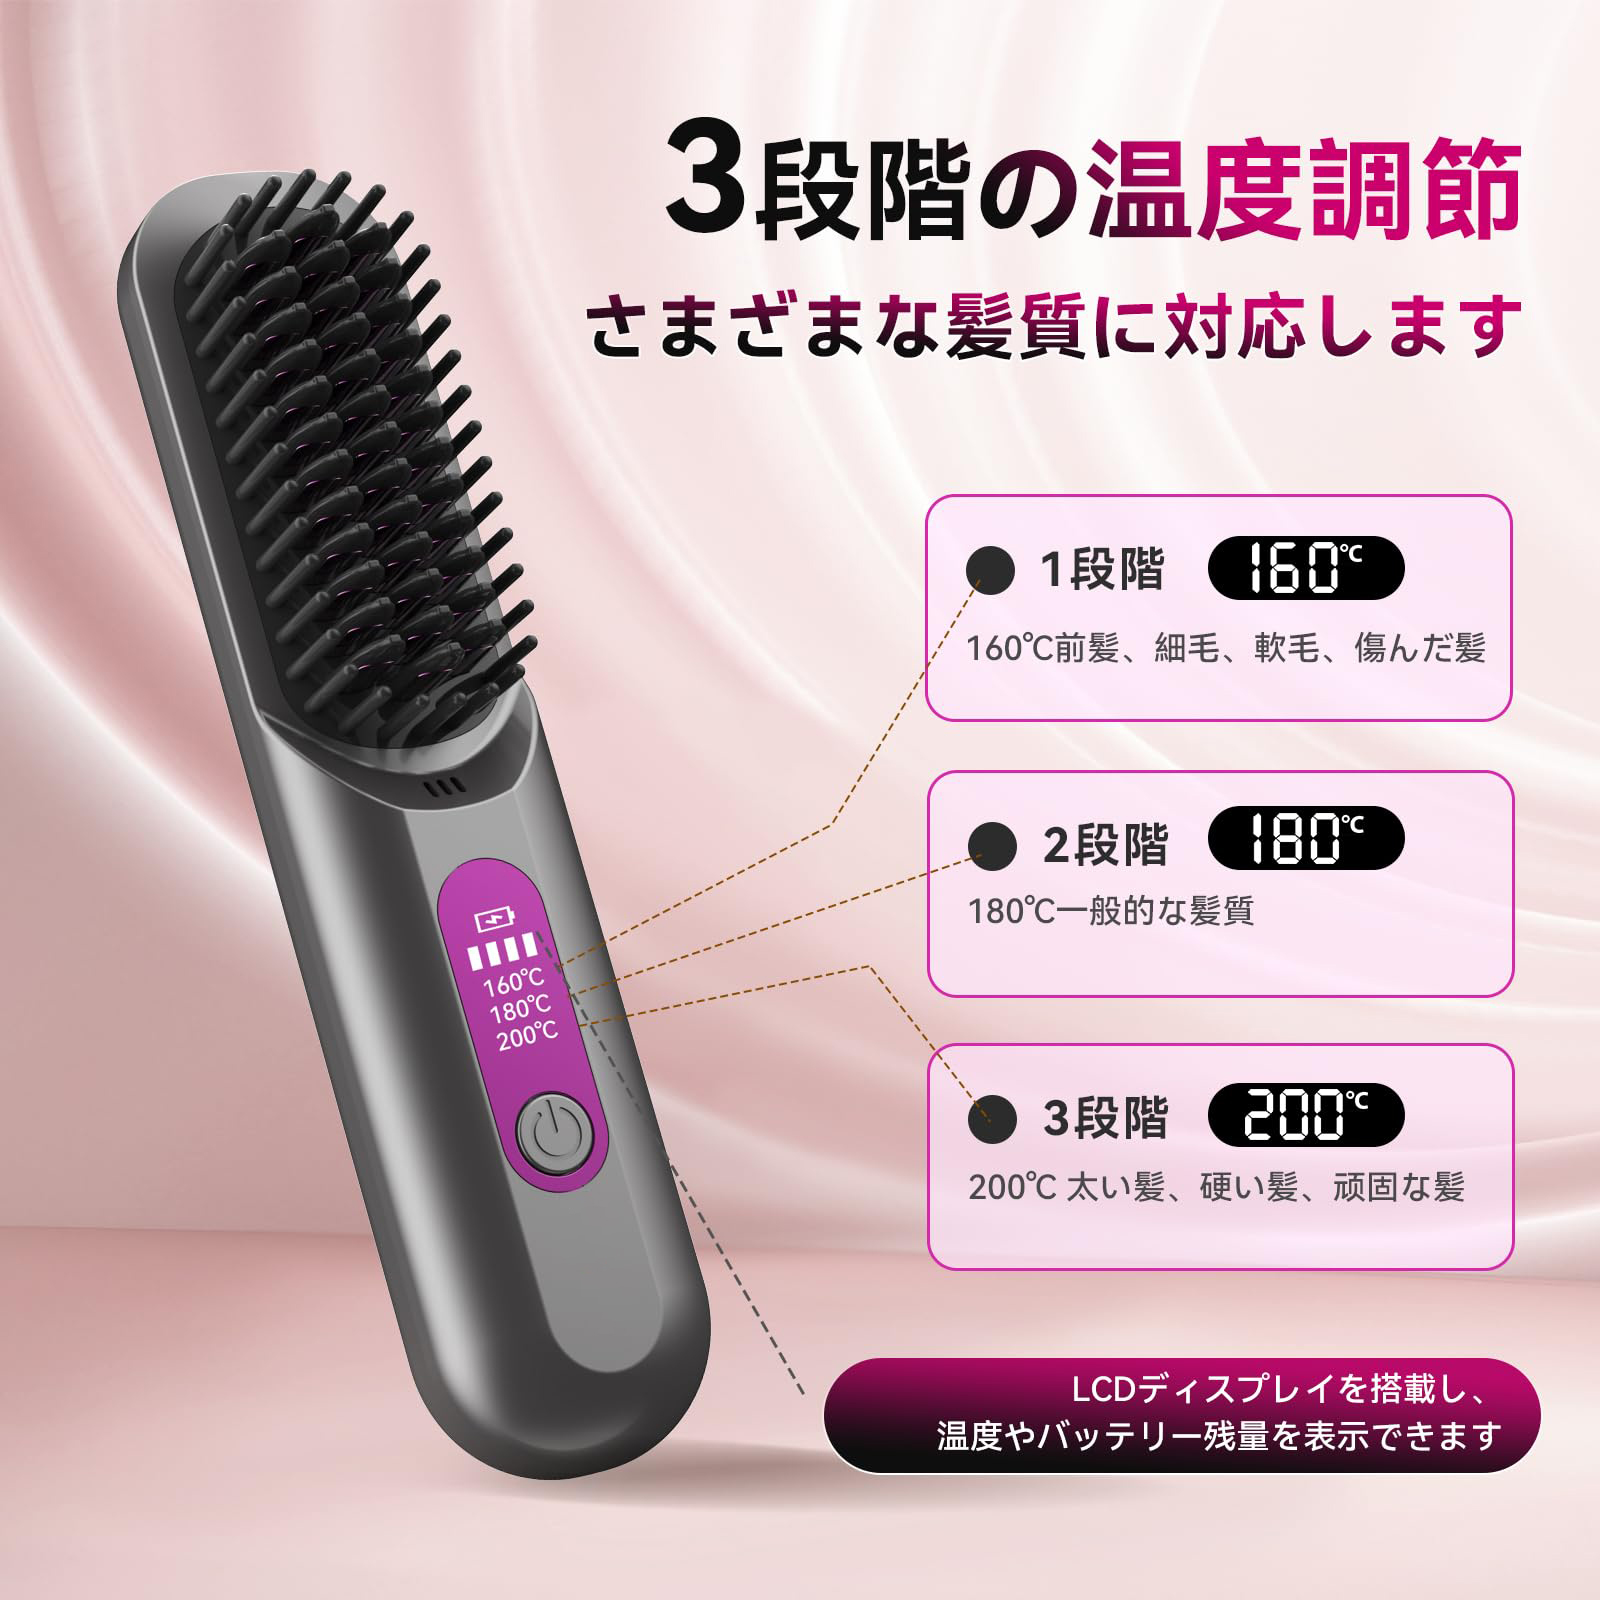 3段階の温度調節
さまざまな髪質に対応します
1段階 160℃
160℃前髪、細毛、軟毛、傷んだ髪
2段階 180℃
180℃一般的な髪質
3段階 200℃
200℃ 太い髪、硬い髪、頑固な髪
160℃
180℃
200℃
LCDディスプレイを搭載し、
温度やバッテリー残量を表示できます